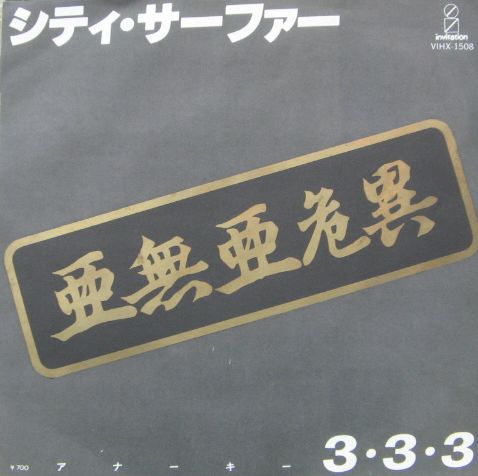 シティ・サーファー
invitation
VIHX-1508
亜無亜危異
¥700
アナーキー
3・3・3